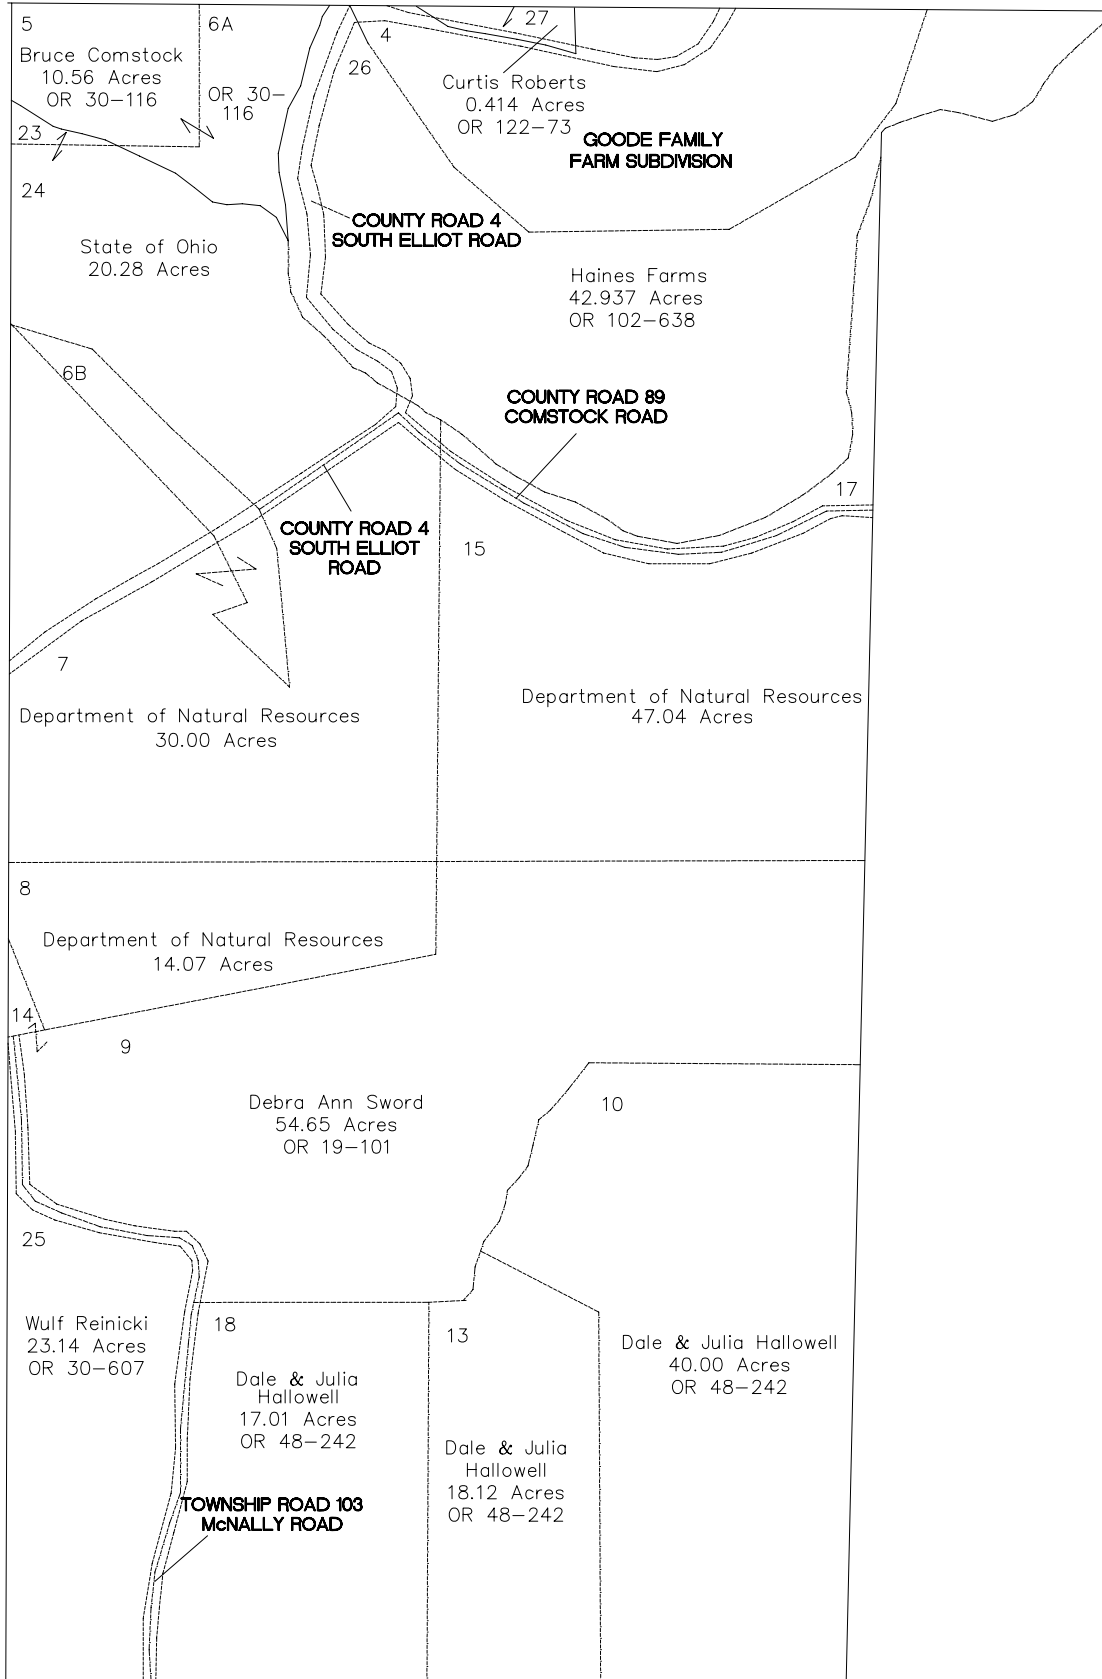 5
6A
27
4
Bruce Comstock
10.56 Acres
OR 30-116
OR 30-
116
26
Curtis Roberts
0.414 Acres
OR 122-73
GOODE FAMILY
FARM SUBDIVISION
23
24
COUNTY ROAD 4
SOUTH ELLIOT ROAD
State of Ohio
20.28 Acres
Haines Farms
42.937 Acres
OR 102-638
6B
COUNTY ROAD 89
COMSTOCK ROAD
17
COUNTY ROAD 4
SOUTH ELLIOT
ROAD
15
7
Department of Natural Resources
30.00 Acres
Department of Natural Resources
47.04 Acres
8
Department of Natural Resources
14.07 Acres
14
9
Debra Ann Sword
54.65 Acres
OR 19-101
10
25
Wulf Reinicki
23.14 Acres
OR 30-607
18
13
Dale & Julia
Hallowell
17.01 Acres
OR 48-242
Dale & Julia Hallowell
40.00 Acres
OR 48-242
Dale & Julia
Hallowell
18.12 Acres
OR 48-242
TOWNSHIP ROAD 103
McNALLY ROAD